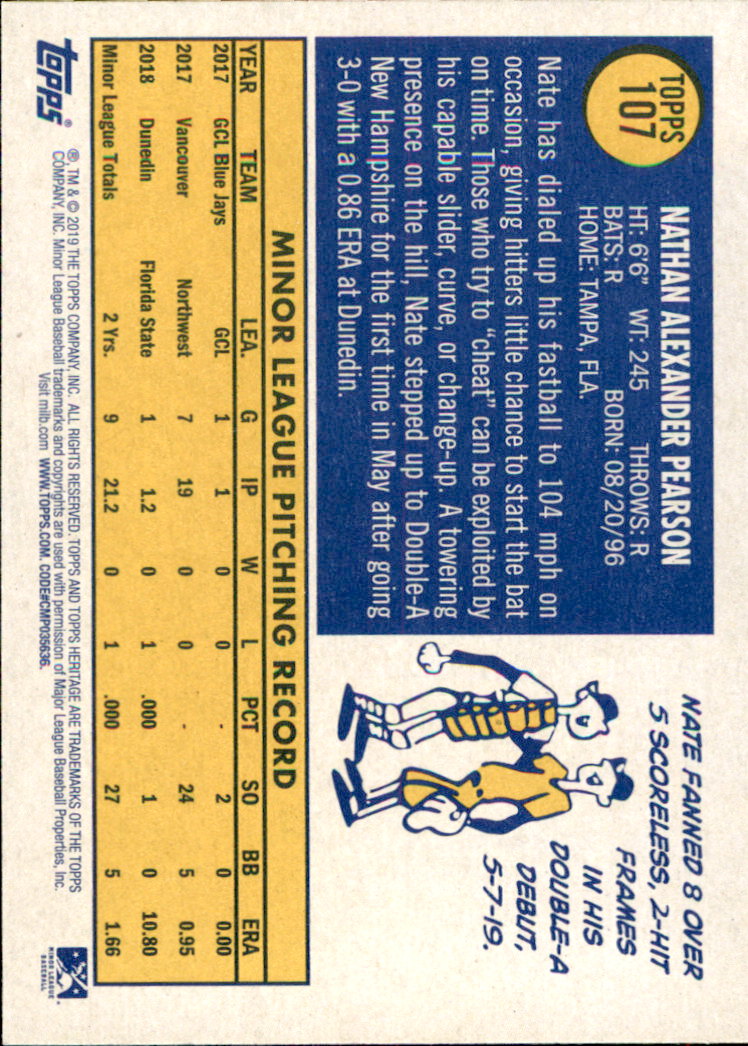 TOPPS
107
NATHAN ALEXANDER PEARSON
HT: 6'6" WT: 245 THROWS: R
BATS: R BORN: 08/20/96
HOME: TAMPA, FLA.
Nate has dialed up his fastball to 104 mph on
occasion, giving hitters little chance to start the bat
on time. Those who try to "cheat" can be exploited by
his capable slider, curve, or change-up. A towering
presence on the hill, Nate stepped up to Double-A
New Hampshire for the first time in May after going
3-0 with a 0.86 ERA at Dunedin.
NATE FANNED 8 OVER
5 SCORELESS, 2-HIT
FRAMES
IN HIS
DOUBLE-A
DEBUT,
5-7-19.
MINOR LEAGUE PITCHING RECORD
YEAR TEAM LEA. G IP W L PCT SO BB ERA
2017 GCL Blue Jays GCL 1 1 0 0 - 2 0 0.00
2017 Vancouver Northwest 7 19 0 0 - 24 5 0.95
2018 Dunedin Florida State 1 1.2 0 1 .000 1 0 10.80
Minor League Totals 2 Yrs. 9 21.2 0 1 .000 27 5 1.66
Topps®
® TM & © 2019 THE TOPPS COMPANY, INC. ALL RIGHTS RESERVED. TOPPS AND TOPPS HERITAGE ARE TRADEMARKS OF THE TOPPS
COMPANY, INC. Minor League Baseball trademarks and copyrights are used with permission of Major League Baseball Properties, Inc.
Visit milb.com WWW.TOPPS.COM. CODE#CMP035636.
MINOR LEAGUE
BASEBALL